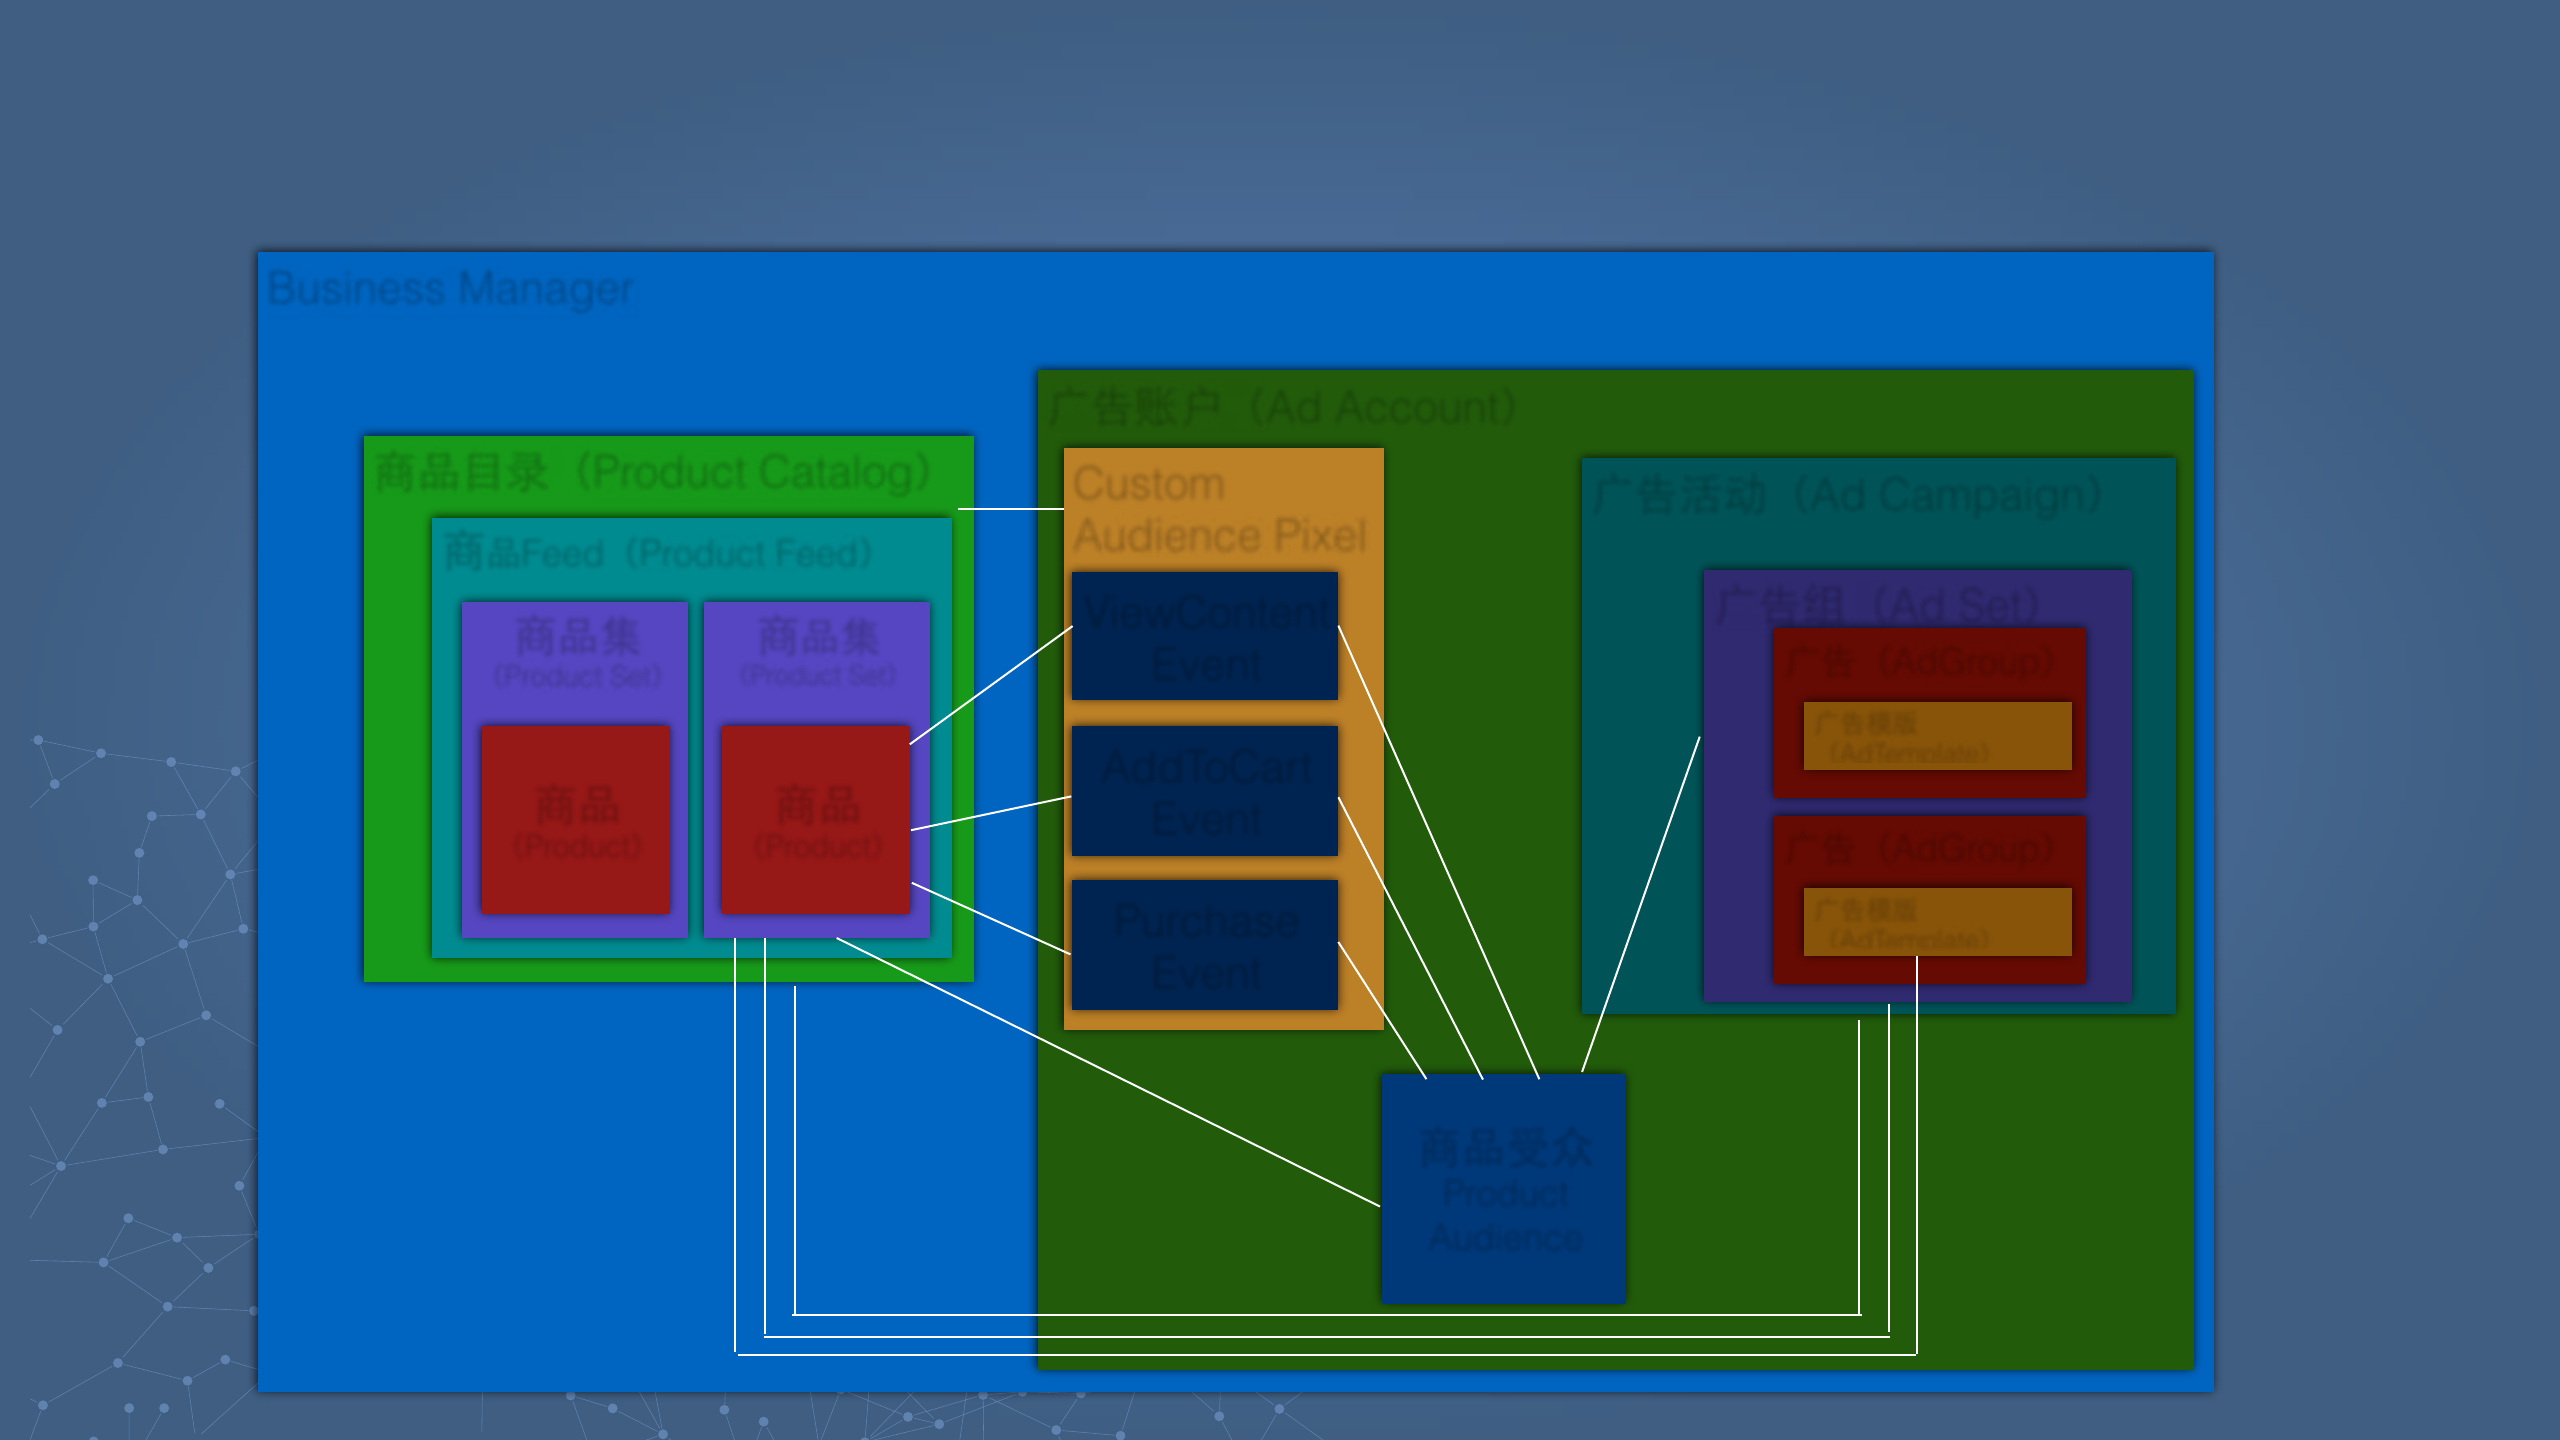 Business Manager
广告账户（Ad Account）
商品目录（Product Catalog）
商品Feed（Product Feed）
商品集
（Product Set）
商品
（Product）
商品集
（Product Set）
商品
（Product）
Custom
Audience Pixel
ViewContent
Event
AddToCart
Event
Purchase
Event
广告活动（Ad Campaign）
广告组（Ad Set）
广告（AdGroup）
广告模版
（AdTemplate）
广告（AdGroup）
广告模版
（AdTemplate）
商品受众
Product
Audience